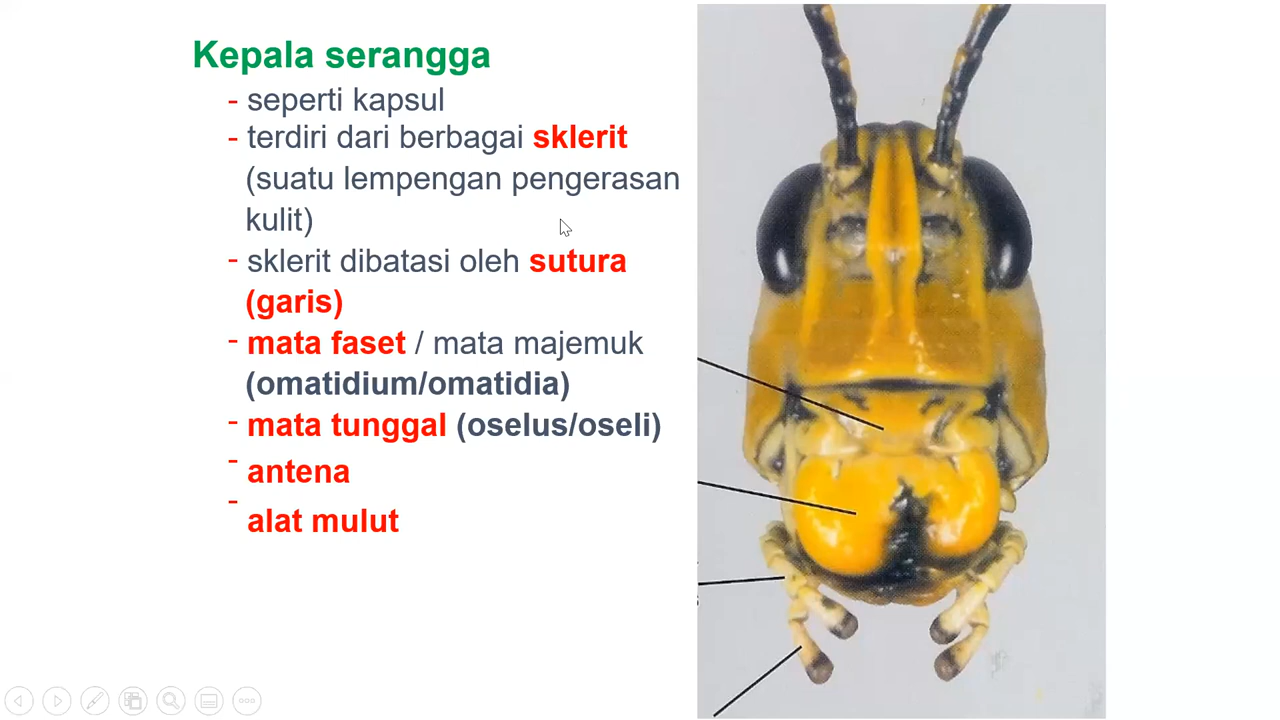 Kepala serangga
- seperti kapsul
- terdiri dari berbagai sklerit
(suatu lempengan pengerasan
kulit)
- sklerit dibatasi oleh sutura
(garis)
- mata faset / mata majemuk
(omatidium/omatidia)
- mata tunggal (oselus/oseli)
- antena
- alat mulut